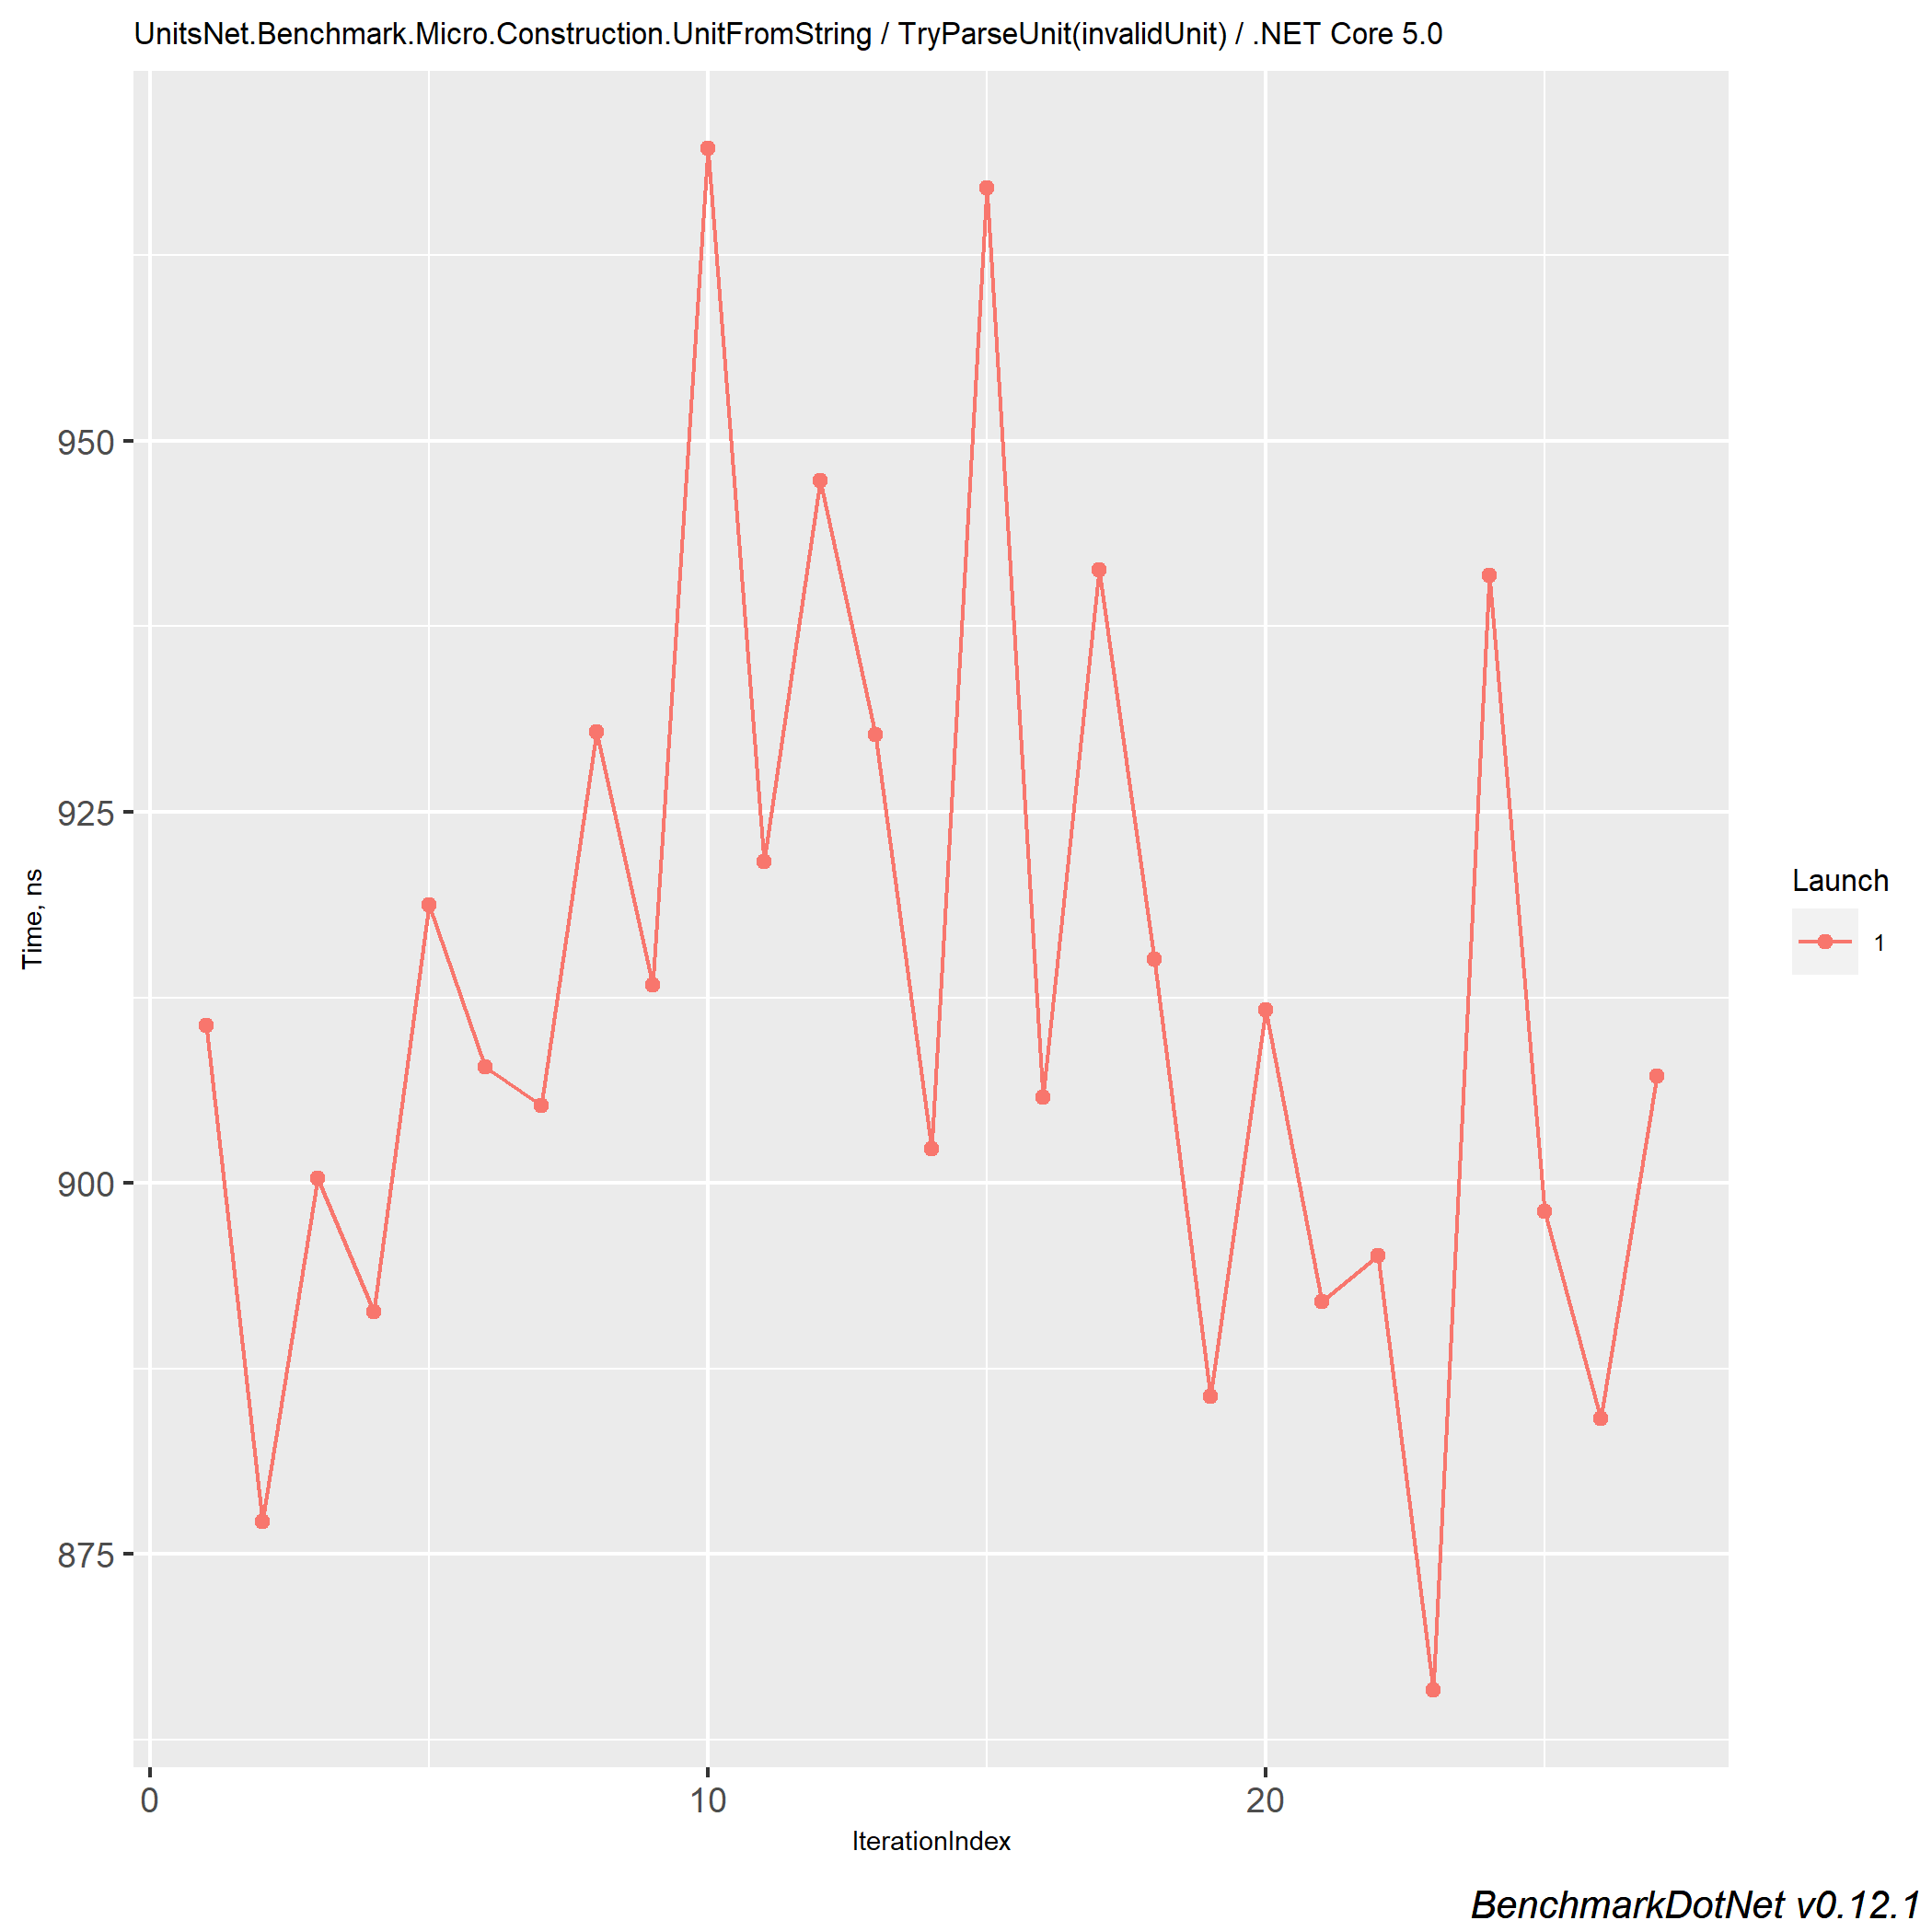 UnitsNet.Benchmark.Micro.Construction.UnitFromString / TryParseUnit(invalidUnit) / .NET Core 5.0
950
925
900
875
Time, ns
0 10 20
IterationIndex
Launch
1
BenchmarkDotNet v0.12.1